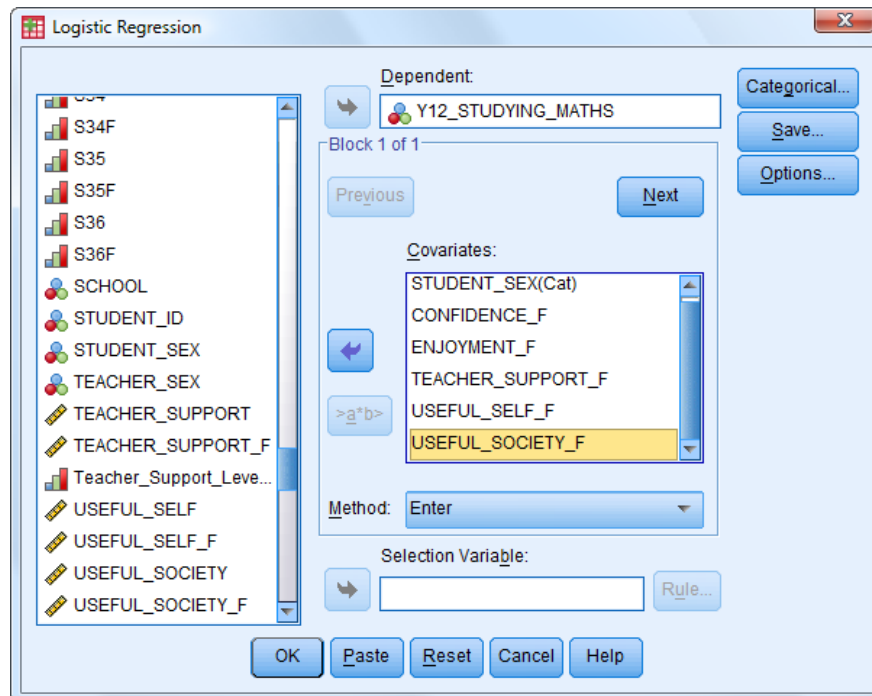 Logistic Regression
S34F
S35
S35F
S36
S36F
SCHOOL
STUDENT_ID
STUDENT_SEX
TEACHER_SEX
TEACHER_SUPPORT
TEACHER_SUPPORT_F
Teacher_Support_Leve...
USEFUL_SELF
USEFUL_SELF_F
USEFUL_SOCIETY
USEFUL_SOCIETY_F
Dependent:
Y12_STUDYING_MATHS
Block 1 of 1
Previous
Next
Covariates:
STUDENT_SEX(Cat)
CONFIDENCE_F
ENJOYMENT_F
TEACHER_SUPPORT_F
USEFUL_SELF_F
USEFUL_SOCIETY_F
>a*b>
Method:
Enter
Selection Variable:
Rule...
Categorical...
Save...
Options...
OK
Paste
Reset
Cancel
Help